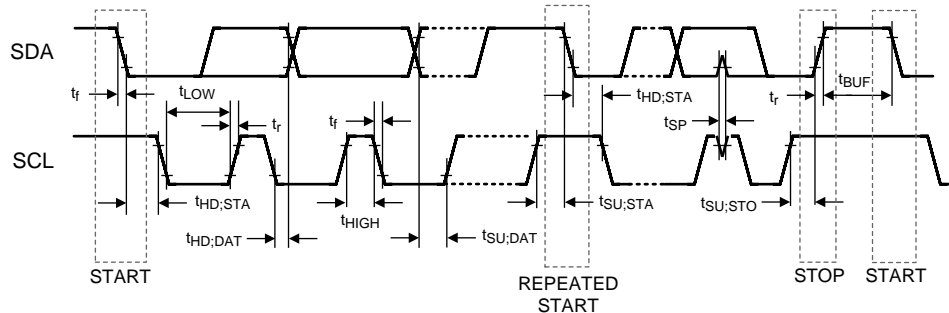 SDA
SCL
tf
tLOW
tr
tf
tHD;STA
tSP
tr
tBUF
tHD;STA
tHD;DAT
tHIGH
tSU;DAT
tSU;STA
tSU;STO
START
REPEATED
START
STOP
START